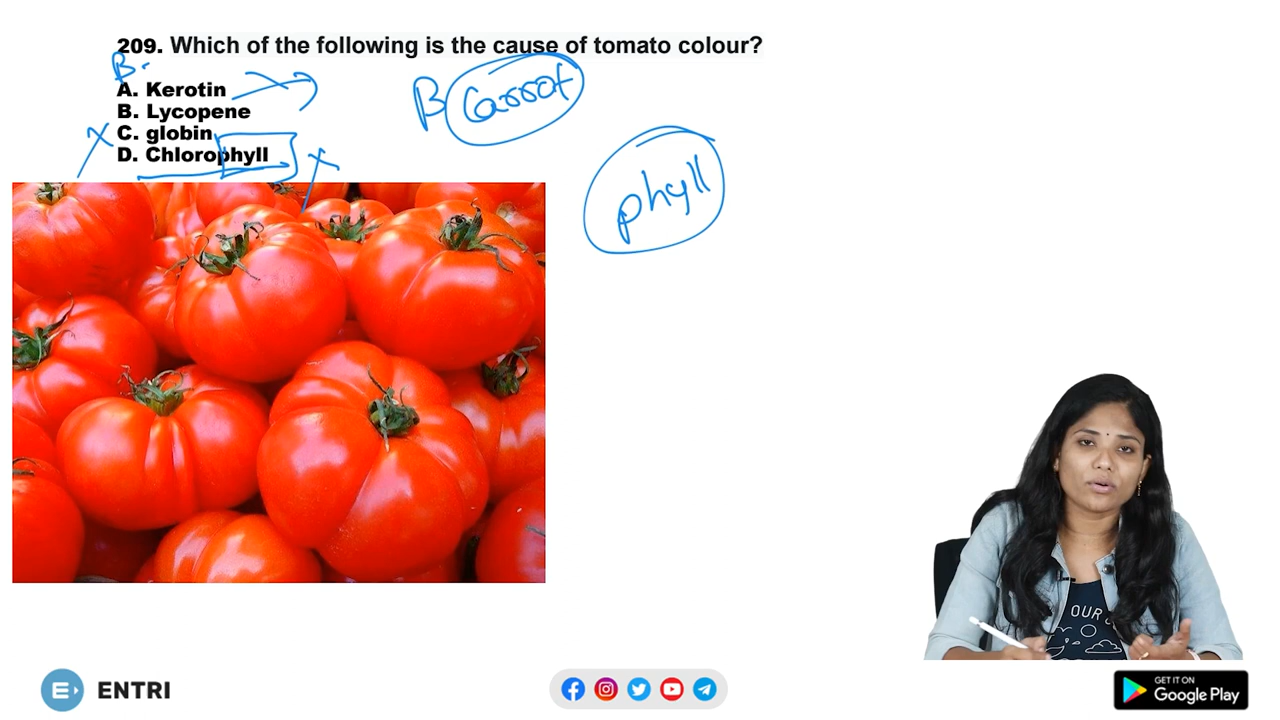 209. Which of the following is the cause of tomato colour?
B.
A. Kerotin
B. Lycopene
C. globin
D. Chlorophyll
B Carrot
phyll
OUR
ENTRI
GET IT ON
Google Play